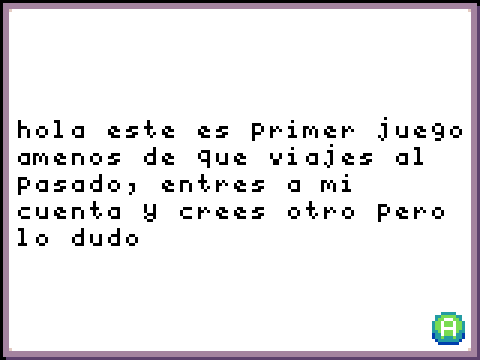 hola este es primer juego
amenos de que viajes al
pasado, entres a mi
cuenta y crees otro pero
lo dudo
A